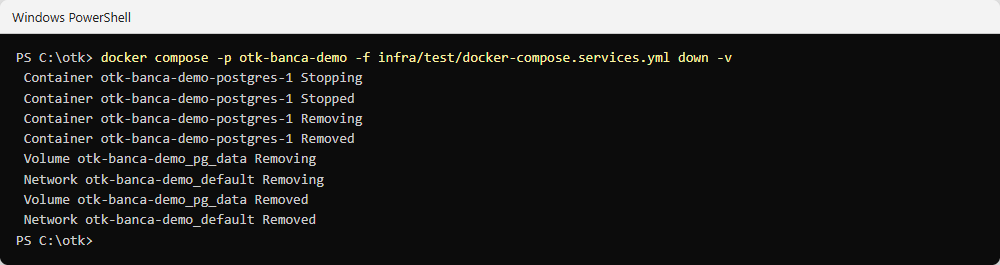 Windows PowerShell
PS C:\otk> docker compose -p otk-banca-demo -f infra/test/docker-compose.services.yml down -v
Container otk-banca-demo-postgres-1 Stopping
Container otk-banca-demo-postgres-1 Stopped
Container otk-banca-demo-postgres-1 Removing
Container otk-banca-demo-postgres-1 Removed
Volume otk-banca-demo_pg_data Removing
Network otk-banca-demo_default Removing
Volume otk-banca-demo_pg_data Removed
Network otk-banca-demo_default Removed
PS C:\otk>